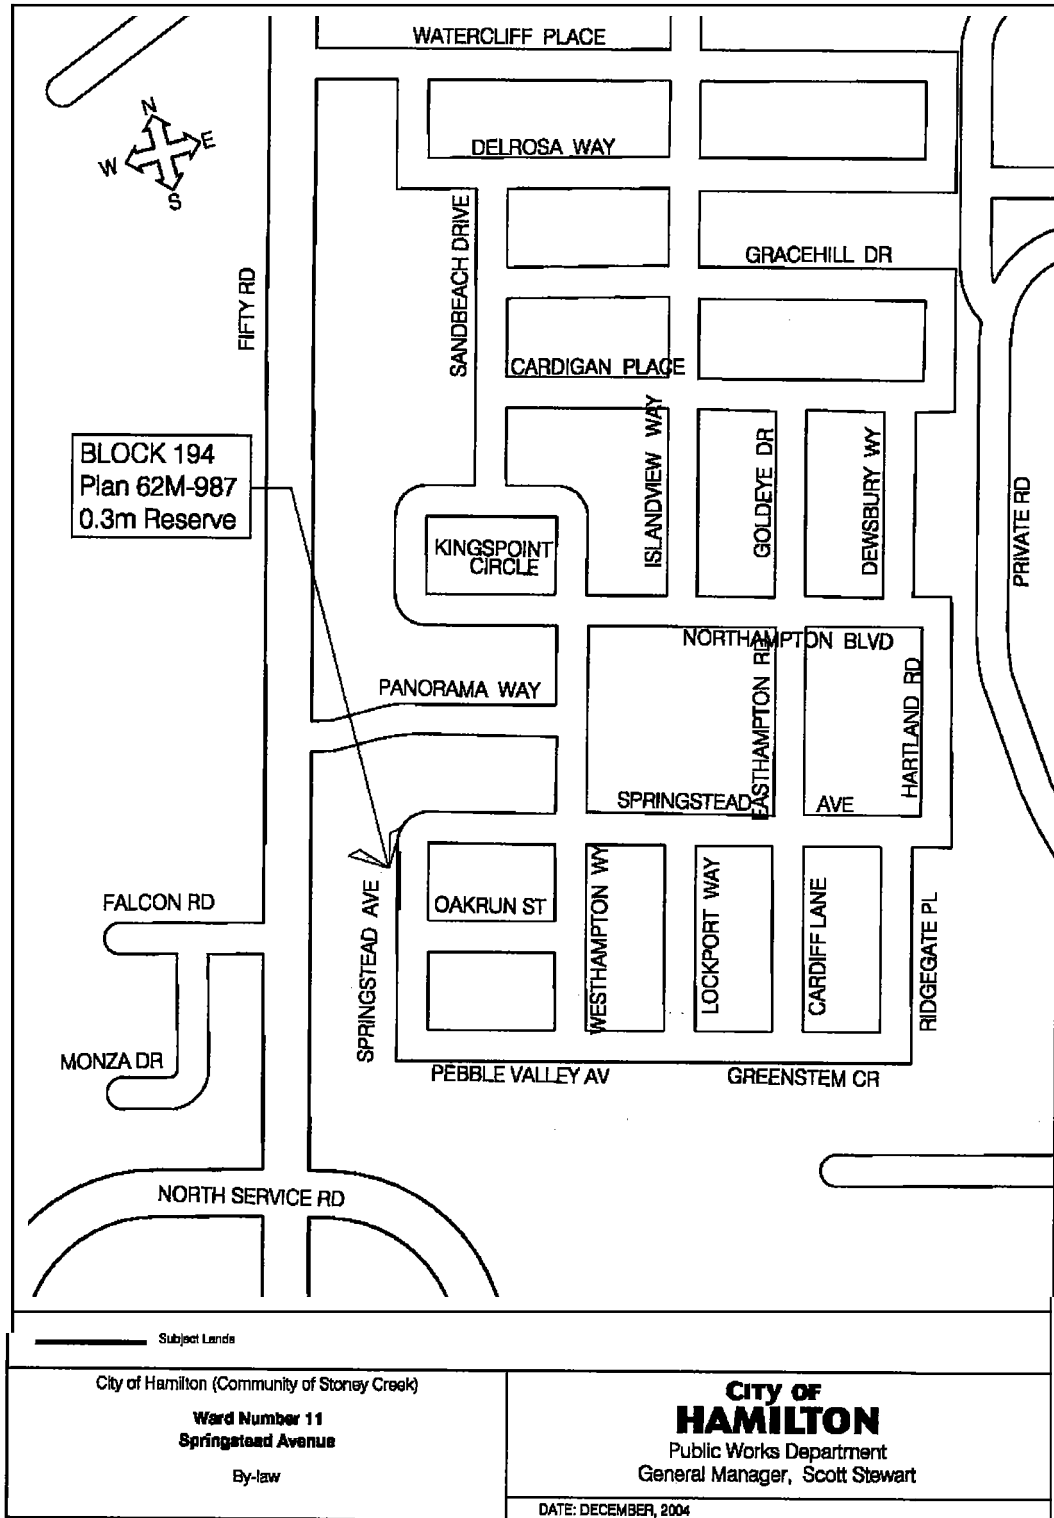 WATERCLIFF PLACE
N
E
W
S
DELROSA WAY
SANDBEACH DRIVE
GRACEHILL DR
FIFTY RD
CARDIGAN PLACE
BLOCK 194
Plan 62M-987
0.3m Reserve
ISLANDVIEW WAY
GOLDEYE DR
DEWSBURY WY
PRIVATE RD
KINGSPOINT
CIRCLE
NORTHAMPTON BLVD
PANORAMA WAY
EASTHAMPTON RD
HARTLAND RD
SPRINGSTEAD AVE
FALCON RD
SPRINGSTEAD AVE
OAKRUN ST
WESTHAMPTON WY
LOCKPORT WAY
CARDIFF LANE
RIDGEGATE PL
MONZA DR
PEBBLE VALLEY AV
GREENSTEM CR
NORTH SERVICE RD
Subject Lands
City of Hamilton (Community of Stoney Creek)
Ward Number 11
Springstead Avenue
By-law
CITY OF
HAMILTON
Public Works Department
General Manager, Scott Stewart
DATE: DECEMBER, 2004